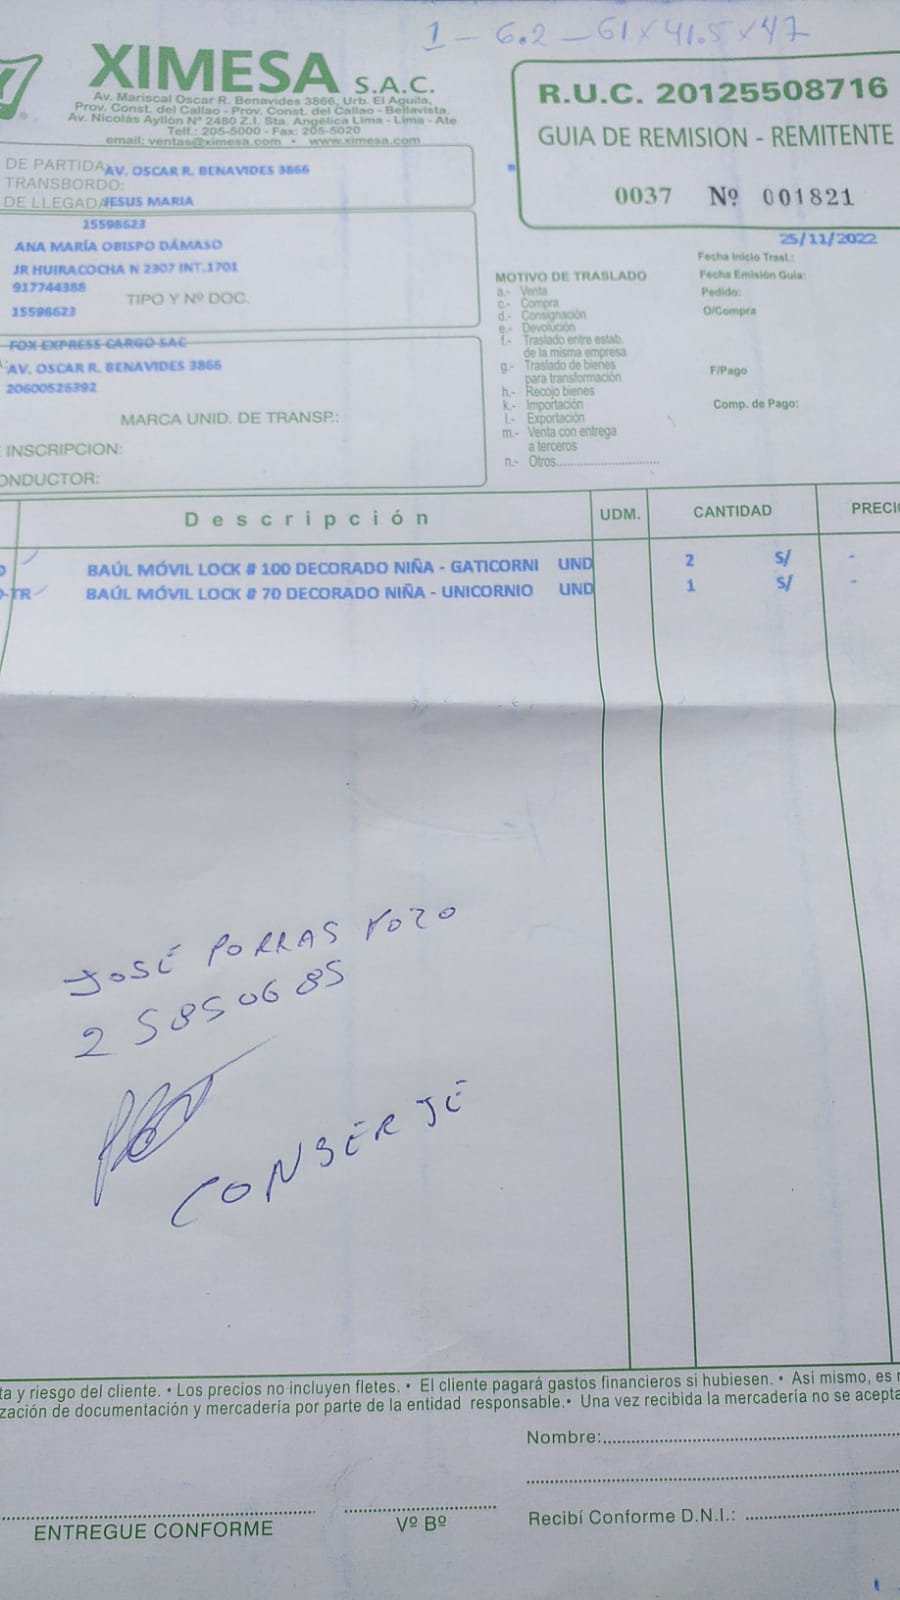 1 - 6.2 - 61 x 41.5 x 47
XIMESA S.A.C.
Av. Mariscal Oscar R. Benavides 3866, Urb. El Aguila,
Prov. Const. del Callao - Prov. Const. del Callao - Bellavista,
Av. Nicolás Ayllón Nº 2480 Z.I. Sta. Angélica Lima - Lima - Ate
Telf.: 205-5000 - Fax: 205-5020
email: ventas@ximesa.com • www.ximesa.com
R.U.C. 20125508716
GUIA DE REMISION - REMITENTE
0037 Nº 001821
DE PARTIDA AV. OSCAR R. BENAVIDES 3866
TRANSBORDO:
DE LLEGADA JESUS MARIA
15598623
ANA MARÍA OBISPO DÁMASO
JR HUIRACOCHA N 2307 INT.1701
917744388
TIPO Y Nº DOC.
15598623
FOX EXPRESS CARGO SAC
AV. OSCAR R. BENAVIDES 3866
20600526392
MARCA UNID. DE TRANSP.:
INSCRIPCION:
ONDUCTOR:
25/11/2022
MOTIVO DE TRASLADO
a.- Venta
c.- Compra
d.- Consignación
e.- Devolución
f.- Traslado entre estab.
de la misma empresa
g.- Traslado de bienes
para transformación
h.- Recojo bienes
k.- Importación
l.- Exportación
m.- Venta con entrega
a terceros
n.- Otros
Fecha Inicio Trasl.:
Fecha Emisión Guía:
Pedido:
O/Compra
F/Pago
Comp. de Pago:
Descripción UDM. CANTIDAD PRECI
BAÚL MÓVIL LOCK # 100 DECORADO NIÑA - GATICORNI UND 2 S/ -
-TR BAÚL MÓVIL LOCK # 70 DECORADO NIÑA - UNICORNIO UND 1 S/ -
JOSÉ PORRAS POZO
25850685
CONSERJE
ta y riesgo del cliente. • Los precios no incluyen fletes. • El cliente pagará gastos financieros si hubiesen. • Así mismo, es r
zación de documentación y mercadería por parte de la entidad responsable. • Una vez recibida la mercadería no se acepta
Nombre:
ENTREGUE CONFORME
Vº Bº
Recibí Conforme D.N.I.: